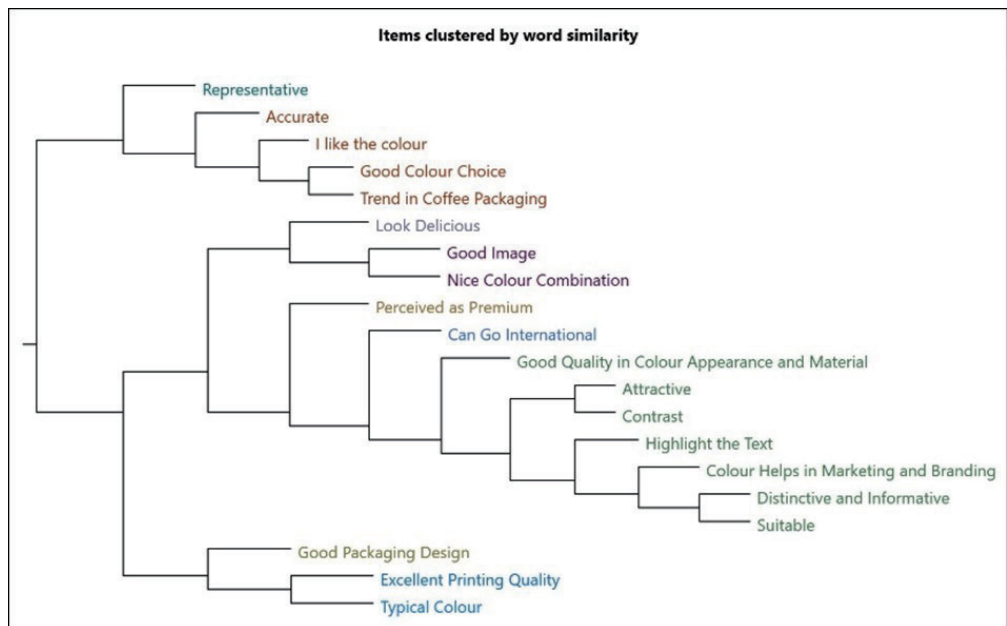 Items clustered by word similarity
Representative
Accurate
I like the colour
Good Colour Choice
Trend in Coffee Packaging
Look Delicious
Good Image
Nice Colour Combination
Perceived as Premium
Can Go International
Good Quality in Colour Appearance and Material
Attractive
Contrast
Highlight the Text
Colour Helps in Marketing and Branding
Distinctive and Informative
Suitable
Good Packaging Design
Excellent Printing Quality
Typical Colour